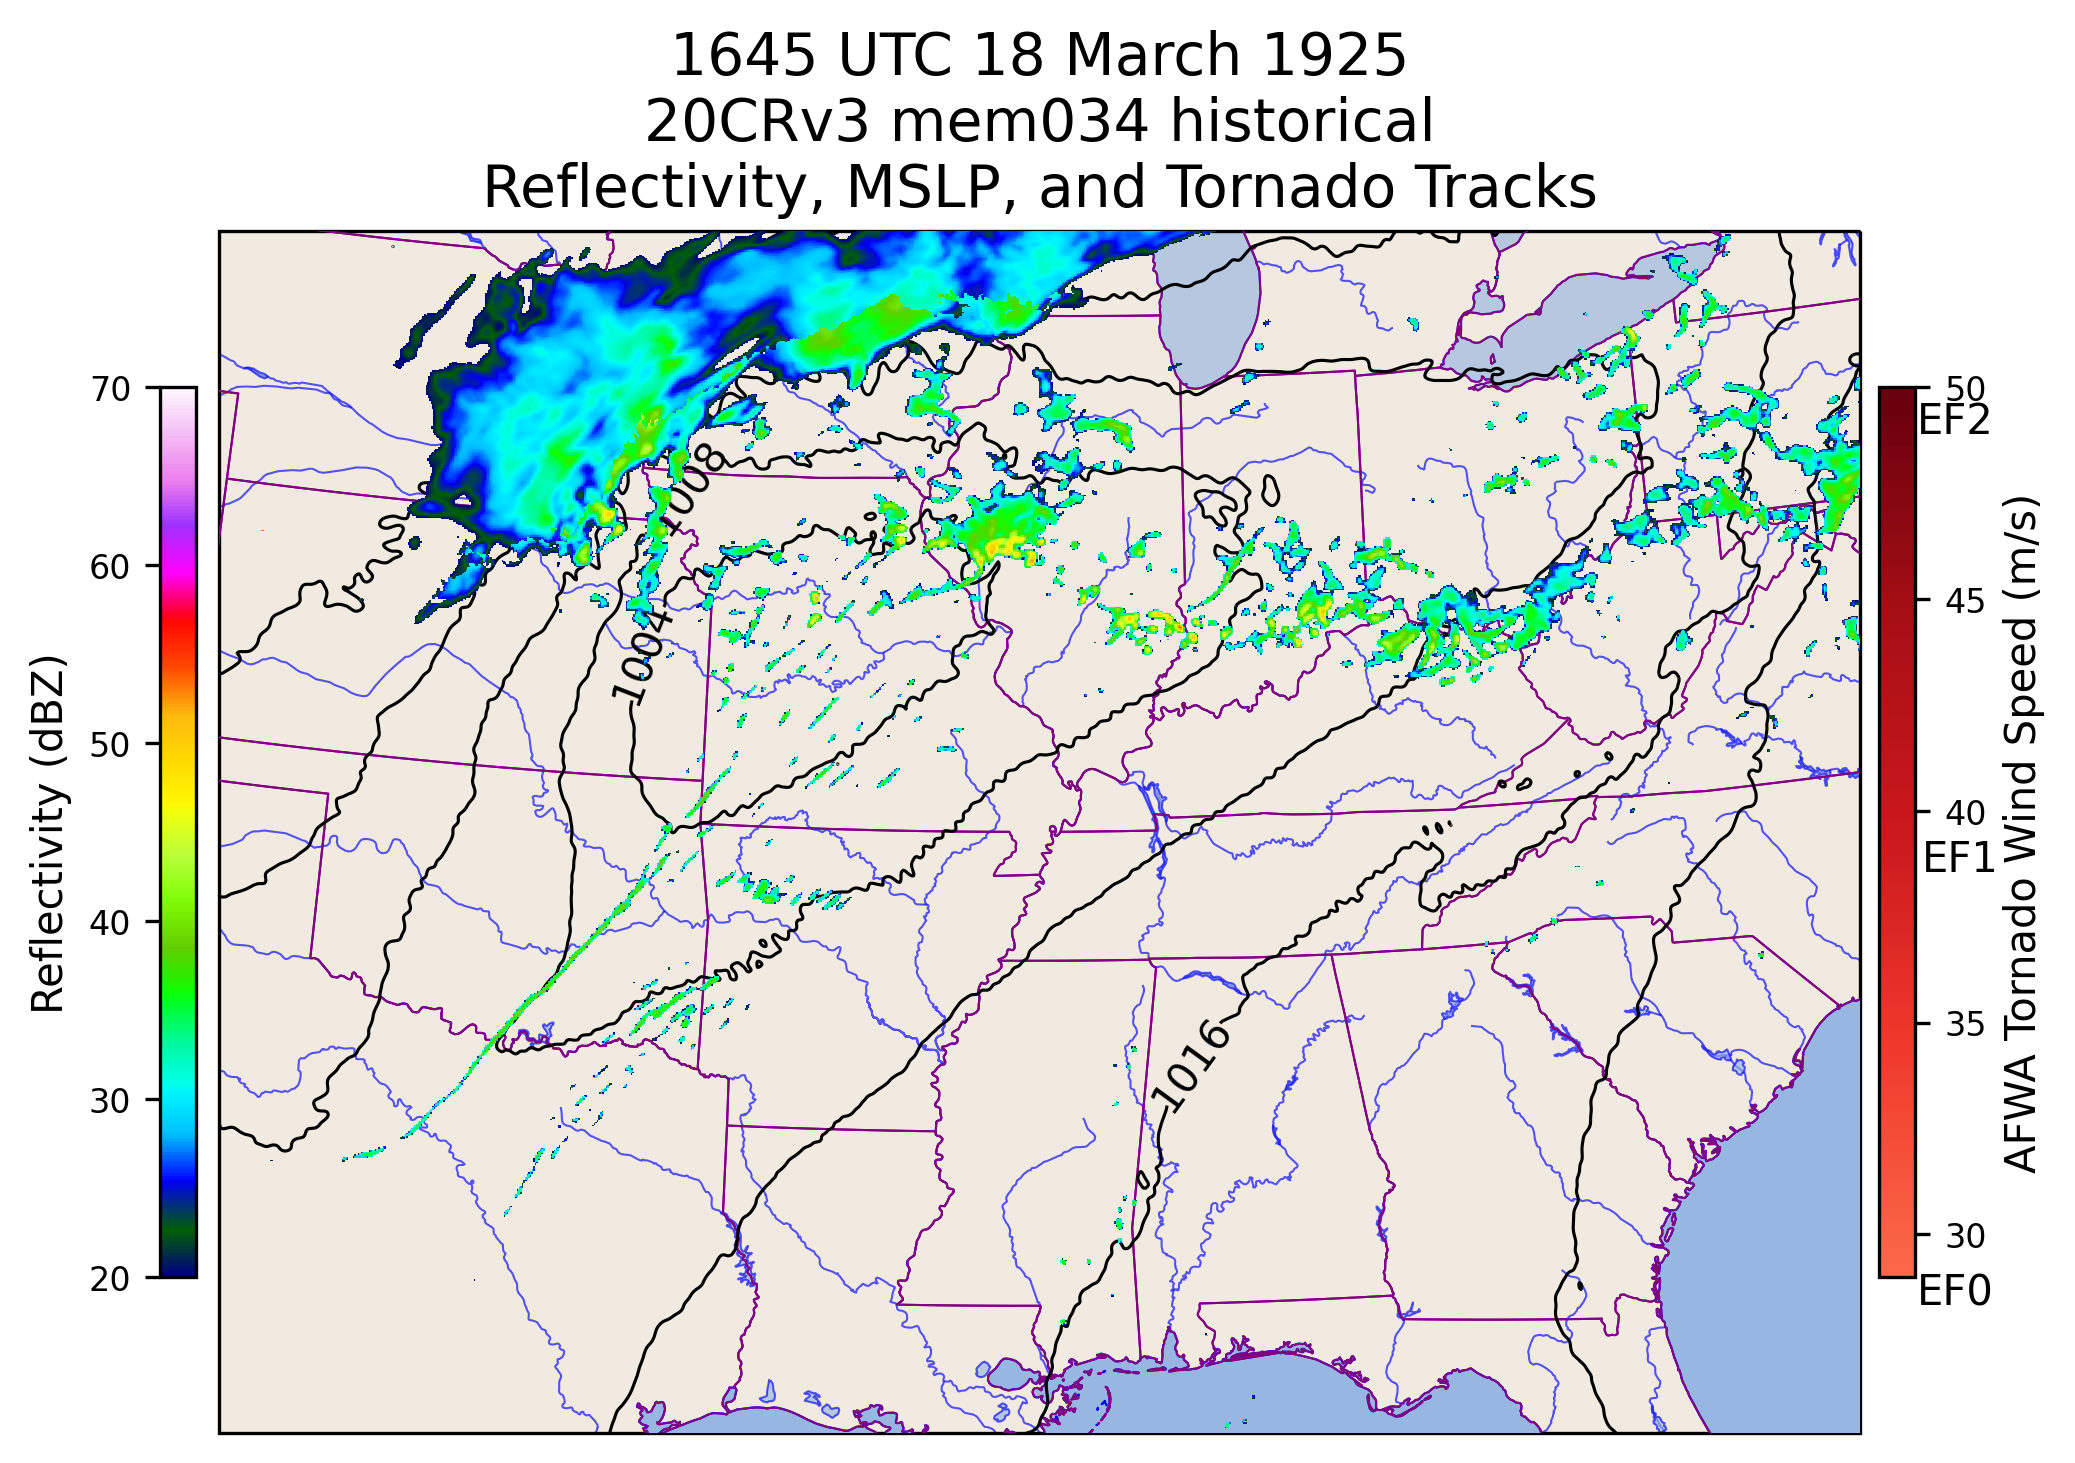 1645 UTC 18 March 1925
20CRv3 mem034 historical
Reflectivity, MSLP, and Tornado Tracks
Reflectivity (dBZ)
70
60
50
40
30
20
1008
1004
1016
50
EF2
45
40
EF1
35
30
EF0
AFWA Tornado Wind Speed (m/s)